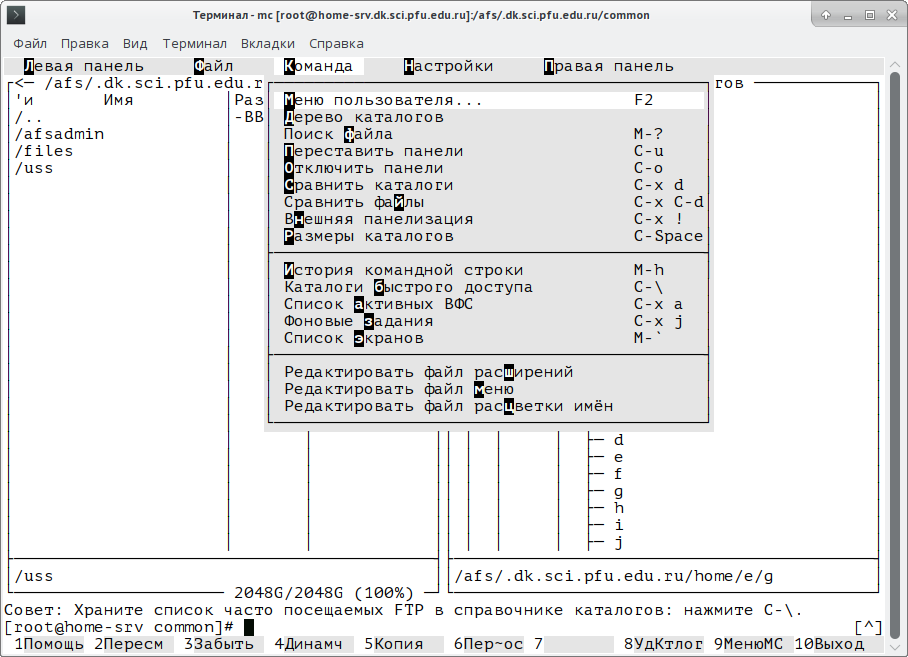 Терминал - mc [root@home-srv.dk.sci.pfu.edu.ru]:/afs/.dk.sci.pfu.edu.ru/common
Файл Правка Вид Терминал Вкладки Справка
Левая панель Файл Команда Настройки Правая панель
<─ /afs/.dk.sci.pfu.edu.r гов
'и Имя Раз
/.. -ВВ
/afsadmin
/files
/uss
Меню пользователя... F2
Дерево каталогов
Поиск файла M-?
Переставить панели C-u
Отключить панели C-o
Сравнить каталоги C-x d
Сравнить файлы C-x C-d
Внешняя панелизация C-x !
Размеры каталогов C-Space
История командной строки M-h
Каталоги быстрого доступа C-\
Список активных ВФС C-x a
Фоновые задания C-x j
Список экранов M-`
Редактировать файл расширений
Редактировать файл меню
Редактировать файл расцветки имён
d
e
f
g
h
i
j
/uss /afs/.dk.sci.pfu.edu.ru/home/e/g
2048G/2048G (100%)
Совет: Храните список часто посещаемых FTP в справочнике каталогов: нажмите C-\.
[root@home-srv common]# [^]
1Помощь 2Пересм 3Забыть 4Динамч 5Копия 6Пер~ос 7 8УдКтлог 9МенюMC 10Выход